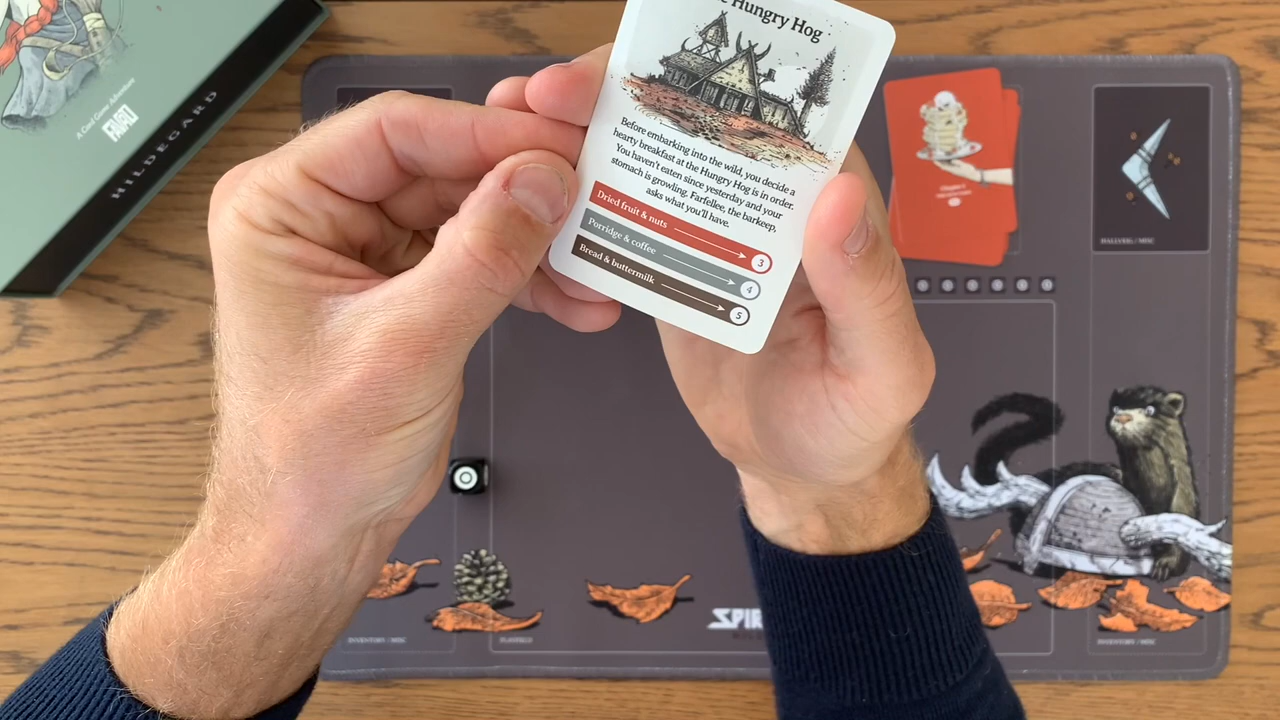 Hungry Hog
Before embarking into the wild, you decide a
hearty breakfast at the Hungry Hog is in order.
You haven't eaten since yesterday and your
stomach is growling. Farfellee, the barkeep,
asks what you'll have.
Dried fruit & nuts 3
Porridge & coffee 4
Bread & buttermilk 5
A Card Game Adventure
HILDEGARD
Chapter 1
HALLVEIG / MISC
INVENTORY / MISC
PLAYFIELD
SPIR
INVENTORY / MISC